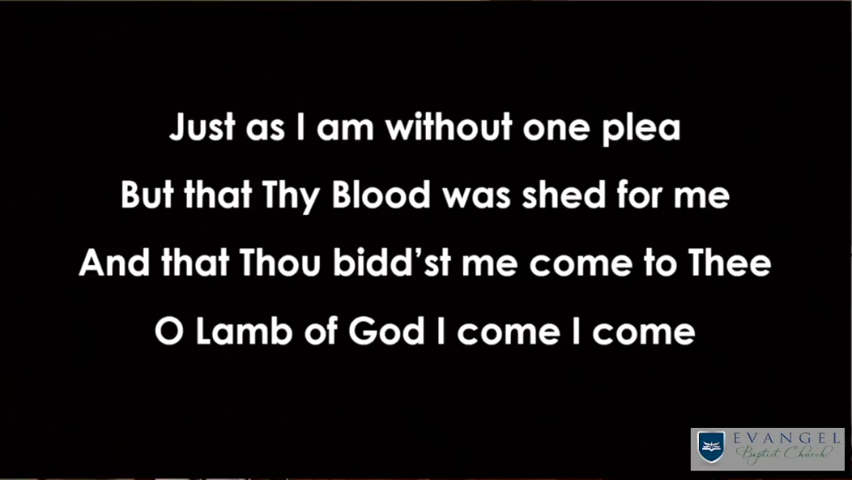 Just as I am without one plea
But that Thy Blood was shed for me
And that Thou bidd'st me come to Thee
O Lamb of God I come I come
EVANGEL
Baptist Church